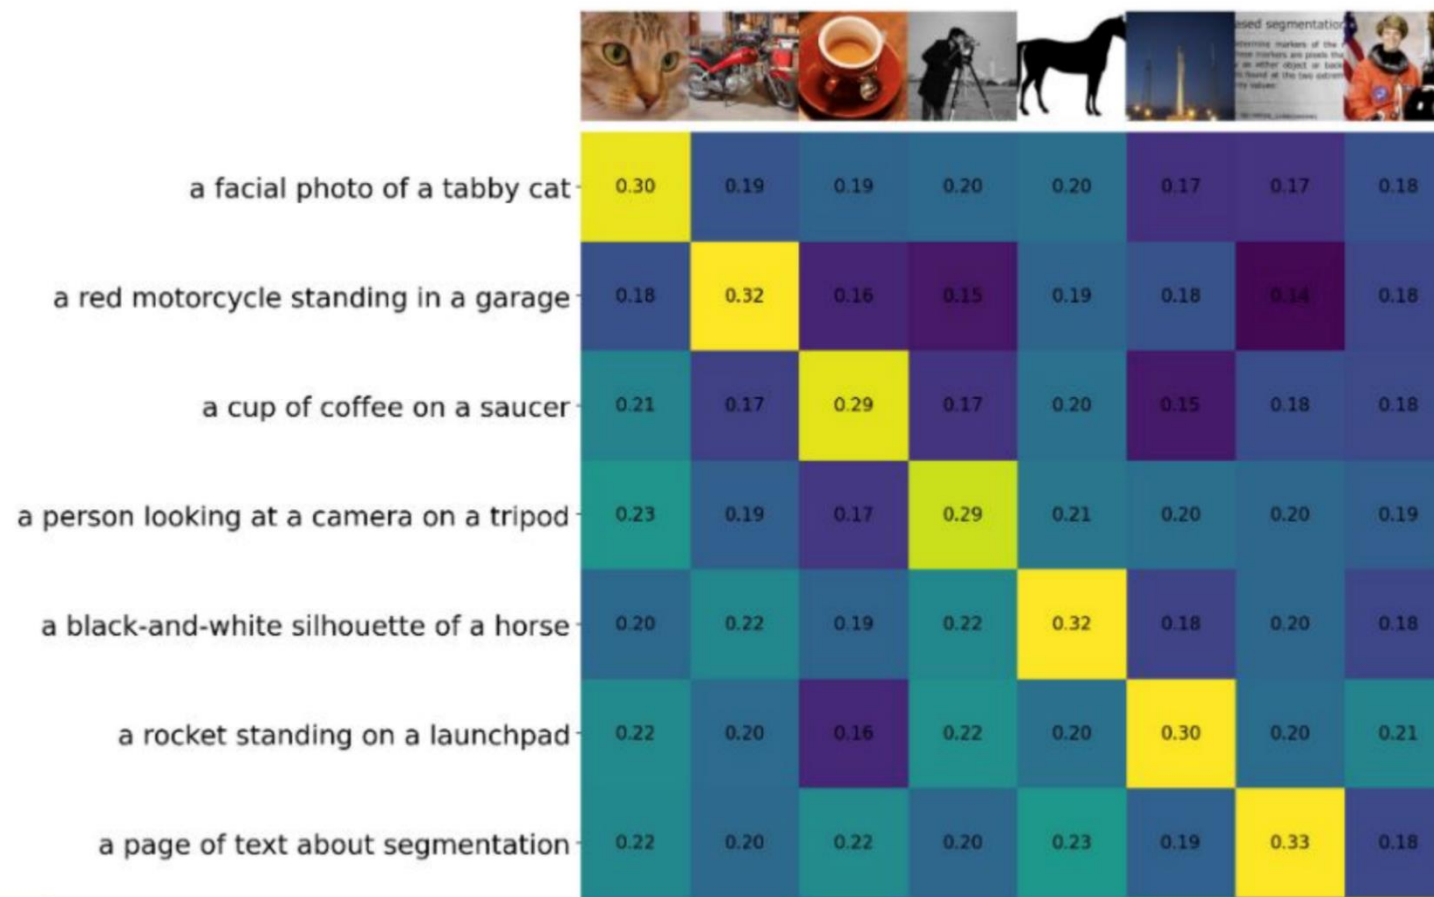 esed segmentation
a facial photo of a tabby cat 0.30 0.19 0.19 0.20 0.20 0.17 0.17 0.18
a red motorcycle standing in a garage 0.18 0.32 0.16 0.15 0.19 0.18 0.14 0.18
a cup of coffee on a saucer 0.21 0.17 0.29 0.17 0.20 0.15 0.18 0.18
a person looking at a camera on a tripod 0.23 0.19 0.17 0.29 0.21 0.20 0.20 0.19
a black-and-white silhouette of a horse 0.20 0.22 0.19 0.22 0.32 0.18 0.20 0.18
a rocket standing on a launchpad 0.22 0.20 0.16 0.22 0.20 0.30 0.20 0.21
a page of text about segmentation 0.22 0.20 0.22 0.20 0.23 0.19 0.33 0.18